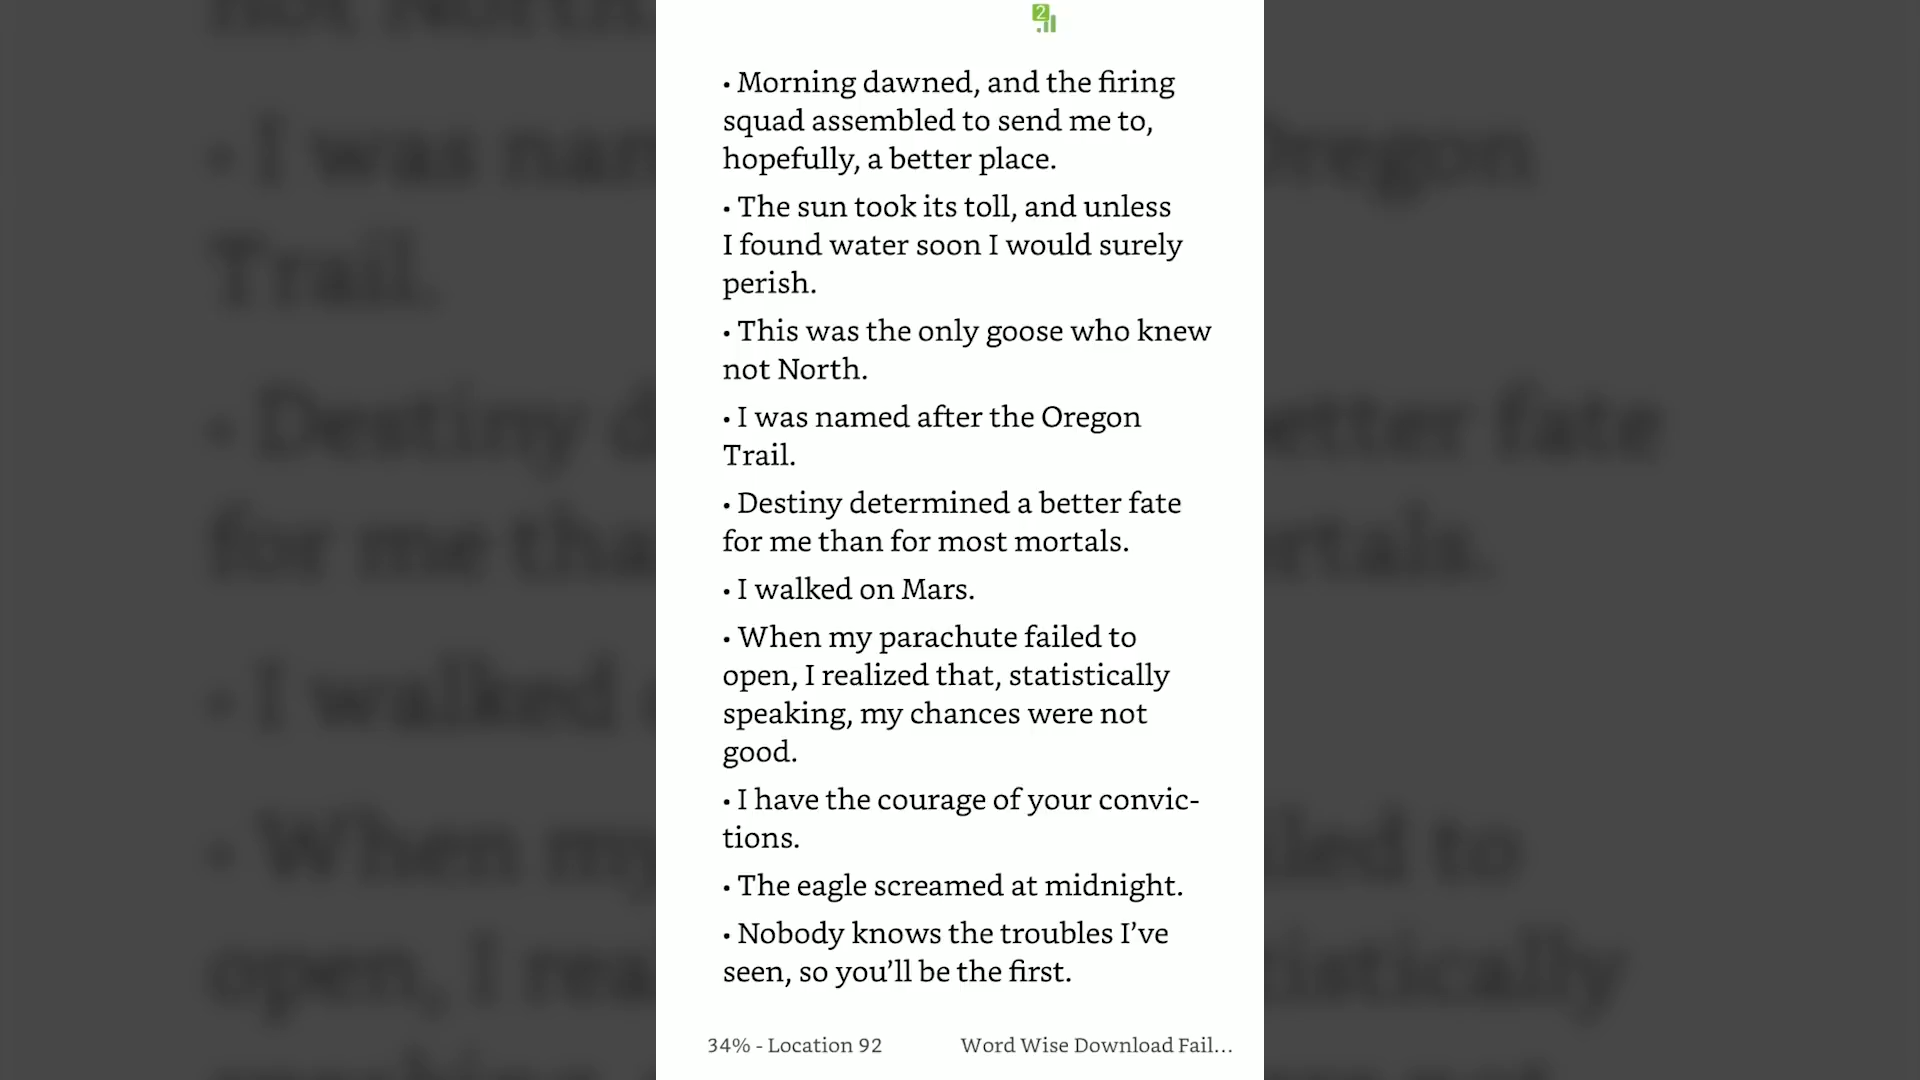 2
• Morning dawned, and the firing
squad assembled to send me to,
hopefully, a better place.
• The sun took its toll, and unless
I found water soon I would surely
perish.
• This was the only goose who knew
not North.
• I was named after the Oregon
Trail.
• Destiny determined a better fate
for me than for most mortals.
• I walked on Mars.
• When my parachute failed to
open, I realized that, statistically
speaking, my chances were not
good.
• I have the courage of your convic-
tions.
• The eagle screamed at midnight.
• Nobody knows the troubles I’ve
seen, so you’ll be the first.
34% - Location 92 Word Wise Download Fail...